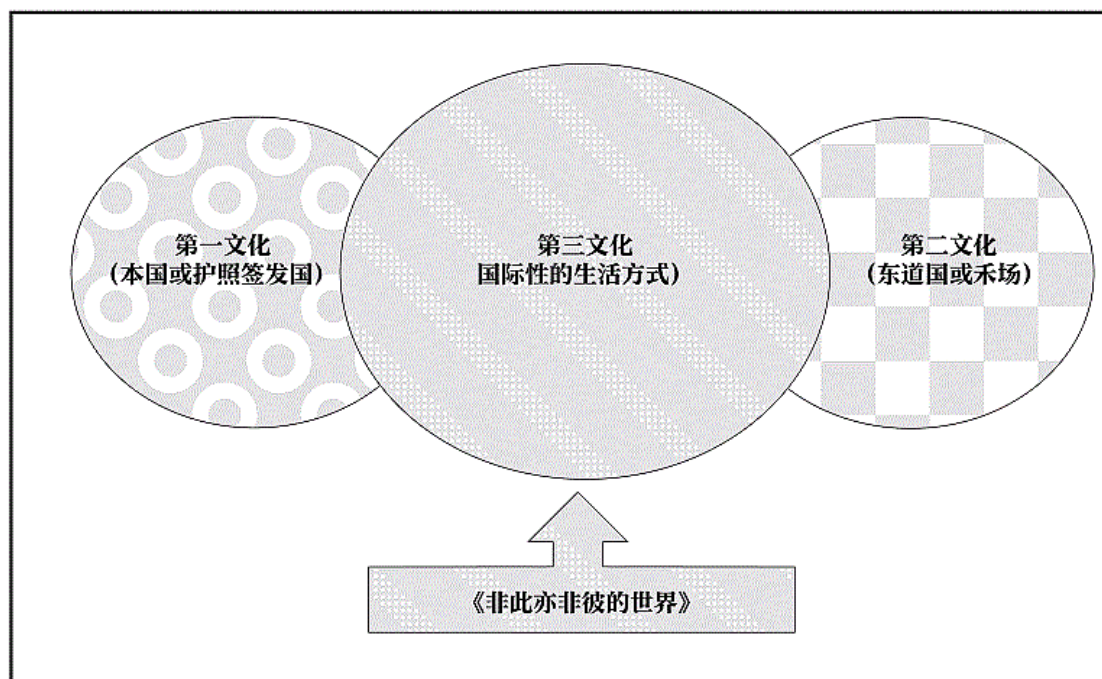 第一文化
(本国或护照签发国)
第三文化
国际性的生活方式)
第二文化
(东道国或禾场)
《非此亦非彼的世界》